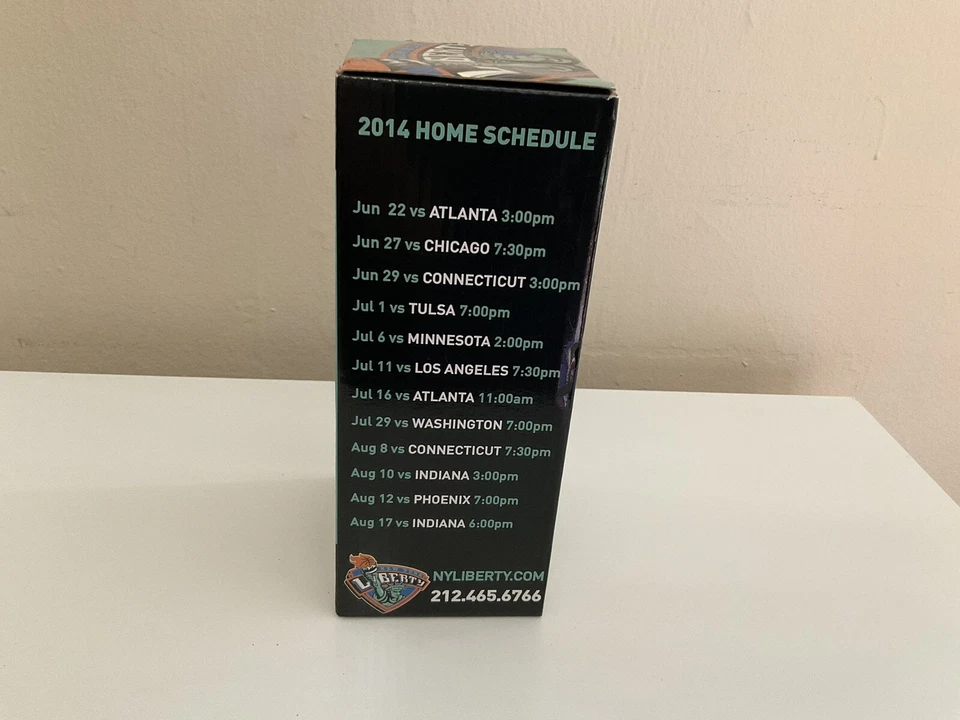 LIBERTY
2014 HOME SCHEDULE
Jun 22 vs ATLANTA 3:00pm
Jun 27 vs CHICAGO 7:30pm
Jun 29 vs CONNECTICUT 3:00pm
Jul 1 vs TULSA 7:00pm
Jul 6 vs MINNESOTA 2:00pm
Jul 11 vs LOS ANGELES 7:30pm
Jul 16 vs ATLANTA 11:00am
Jul 29 vs WASHINGTON 7:00pm
Aug 8 vs CONNECTICUT 7:30pm
Aug 10 vs INDIANA 3:00pm
Aug 12 vs PHOENIX 7:00pm
Aug 17 vs INDIANA 6:00pm
NEW YORK
LIBERTY
NYLIBERTY.COM
212.465.6766